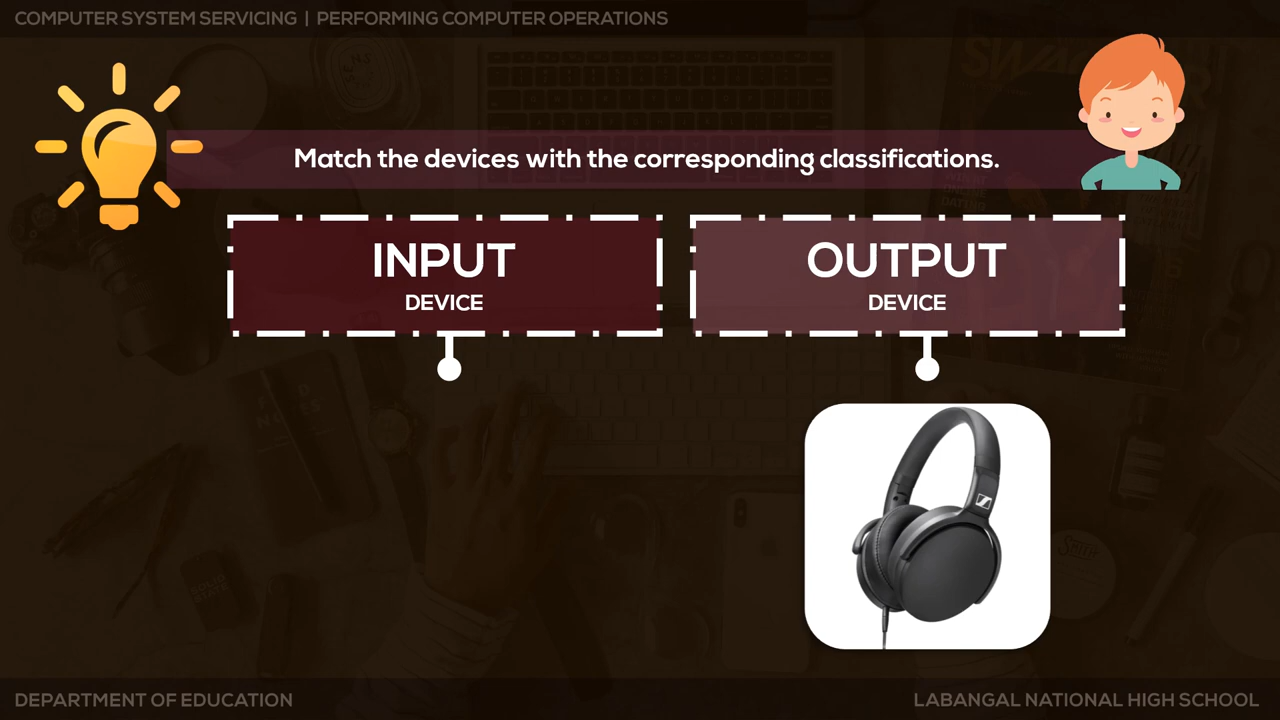 COMPUTER SYSTEM SERVICING | PERFORMING COMPUTER OPERATIONS
Match the devices with the corresponding classifications.
INPUT
DEVICE
OUTPUT
DEVICE
DEPARTMENT OF EDUCATION
LABANGAL NATIONAL HIGH SCHOOL